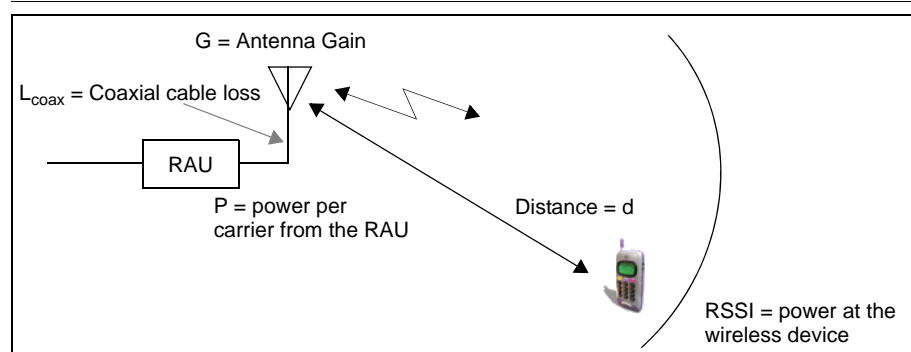 G = Antenna Gain
Lcoax = Coaxial cable loss
RAU
P = power per
carrier from the RAU
Distance = d
RSSI = power at the
wireless device